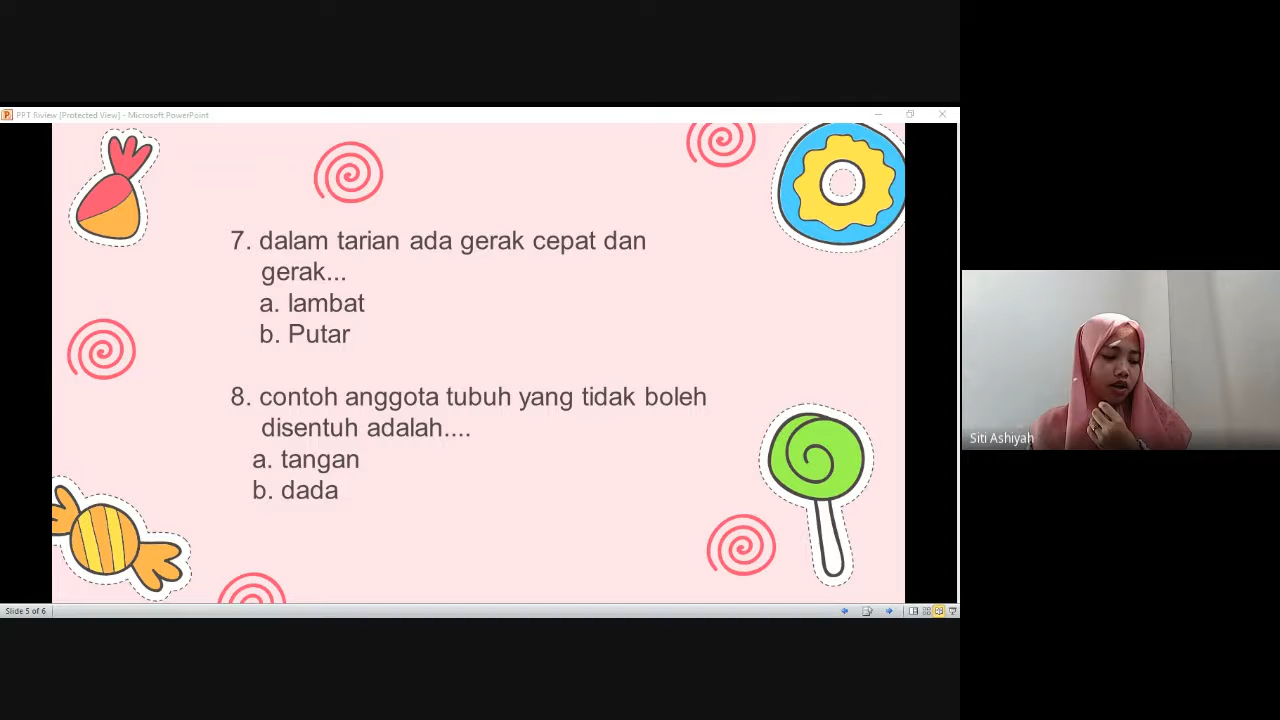 PPT Riview [Protected View] - Microsoft PowerPoint
7. dalam tarian ada gerak cepat dan
gerak...
a. lambat
b. Putar
8. contoh anggota tubuh yang tidak boleh
disentuh adalah....
a. tangan
b. dada
Siti Ashiyah
Slide 5 of 6